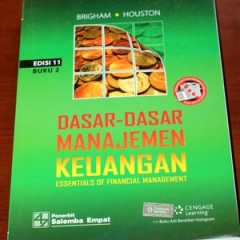 BRIGHAM • HOUSTON
EDISI 11
BUKU 2
DASAR-DASAR
MANAJEMEN
KEUANGAN
ESSENTIALS OF FINANCIAL MANAGEMENT
Penerbit
Salemba Empat
CENGAGE
Learning